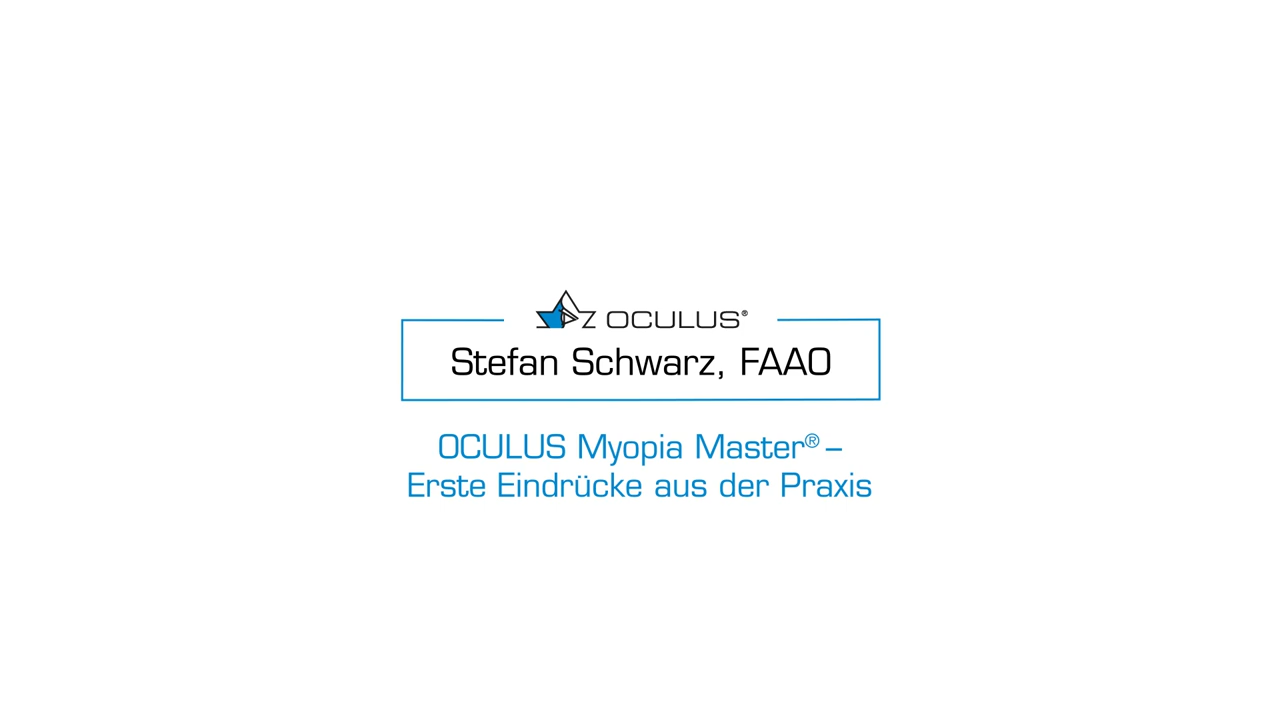 OCULUS®
Stefan Schwarz, FAAO
OCULUS Myopia Master® –
Erste Eindrücke aus der Praxis